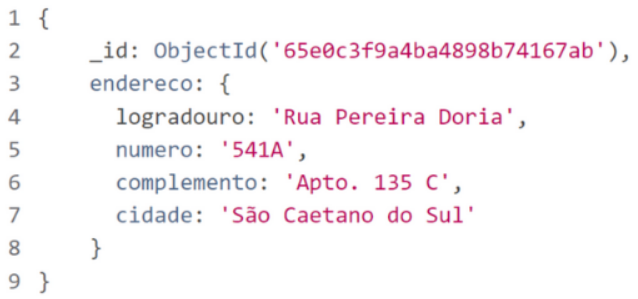 1 {
2 _id: ObjectId('65e0c3f9a4ba4898b74167ab'),
3 endereco: {
4 logradouro: 'Rua Pereira Doria',
5 numero: '541A',
6 complemento: 'Apto. 135 C',
7 cidade: 'São Caetano do Sul'
8 }
9 }